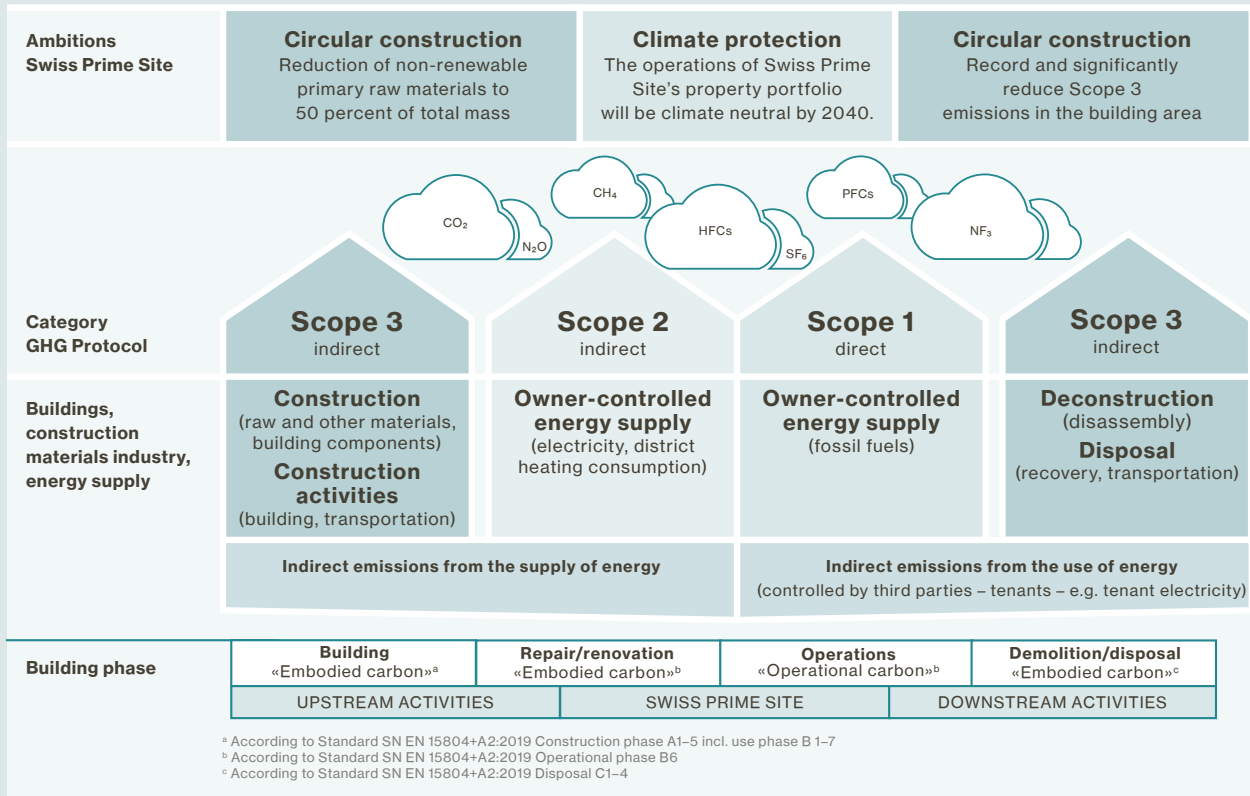 Ambitions
Swiss Prime Site
Circular construction
Reduction of non-renewable
primary raw materials to
50 percent of total mass
Climate protection
The operations of Swiss Prime
Site's property portfolio
will be climate neutral by 2040.
Circular construction
Record and significantly
reduce Scope 3
emissions in the building area
CO₂
N₂O
CH₄
HFCs
SF₆
PFCs
NF₃
Category
GHG Protocol
Scope 3
indirect
Scope 2
indirect
Scope 1
direct
Scope 3
indirect
Buildings,
construction
materials industry,
energy supply
Construction
(raw and other materials,
building components)
Construction
activities
(building, transportation)
Owner-controlled
energy supply
(electricity, district
heating consumption)
Owner-controlled
energy supply
(fossil fuels)
Deconstruction
(disassembly)
Disposal
(recovery, transportation)
Indirect emissions from the supply of energy
Indirect emissions from the use of energy
(controlled by third parties – tenants – e.g. tenant electricity)
Building phase
Building
«Embodied carbon»ᵃ
Repair/renovation
«Embodied carbon»ᵇ
Operations
«Operational carbon»ᵇ
Demolition/disposal
«Embodied carbon»ᶜ
UPSTREAM ACTIVITIES
SWISS PRIME SITE
DOWNSTREAM ACTIVITIES
ᵃ According to Standard SN EN 15804+A2:2019 Construction phase A1–5 incl. use phase B 1–7
ᵇ According to Standard SN EN 15804+A2:2019 Operational phase B6
ᶜ According to Standard SN EN 15804+A2:2019 Disposal C1–4